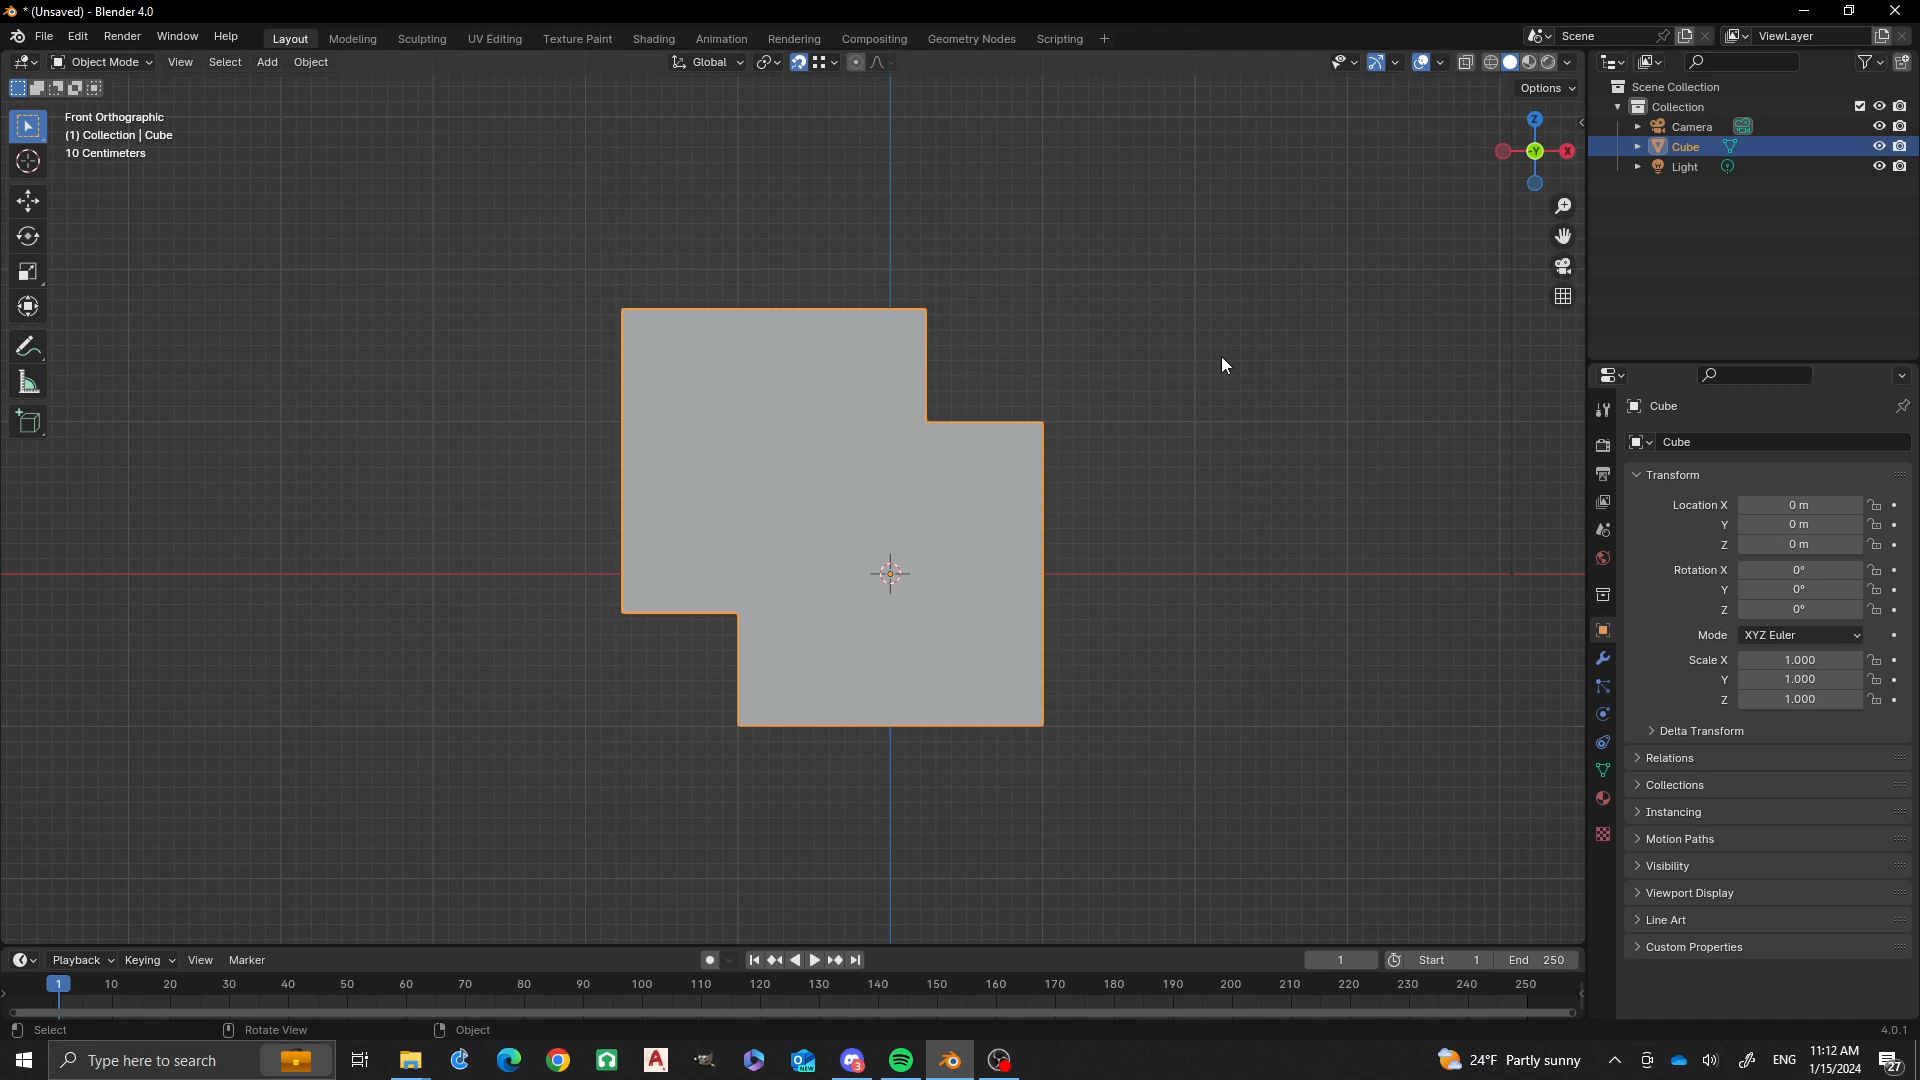 * (Unsaved) - Blender 4.0
File Edit Render Window Help Layout Modeling Sculpting UV Editing Texture Paint Shading Animation Rendering Compositing Geometry Nodes Scripting + Scene ViewLayer
Object Mode View Select Add Object Global
Options
Front Orthographic
(1) Collection | Cube
10 Centimeters
Z
-Y X
Scene Collection
Collection
Camera
Cube
Light
Cube
Cube
Transform
Location X 0 m
Y 0 m
Z 0 m
Rotation X 0°
Y 0°
Z 0°
Mode XYZ Euler
Scale X 1.000
Y 1.000
Z 1.000
Delta Transform
Relations
Collections
Instancing
Motion Paths
Visibility
Viewport Display
Line Art
Custom Properties
Playback Keying View Marker 1 Start 1 End 250
1 10 20 30 40 50 60 70 80 90 100 110 120 130 140 150 160 170 180 190 200 210 220 230 240 250
Select Rotate View Object 4.0.1
Type here to search 3 24°F Partly sunny ENG 11:12 AM
1/15/2024 27